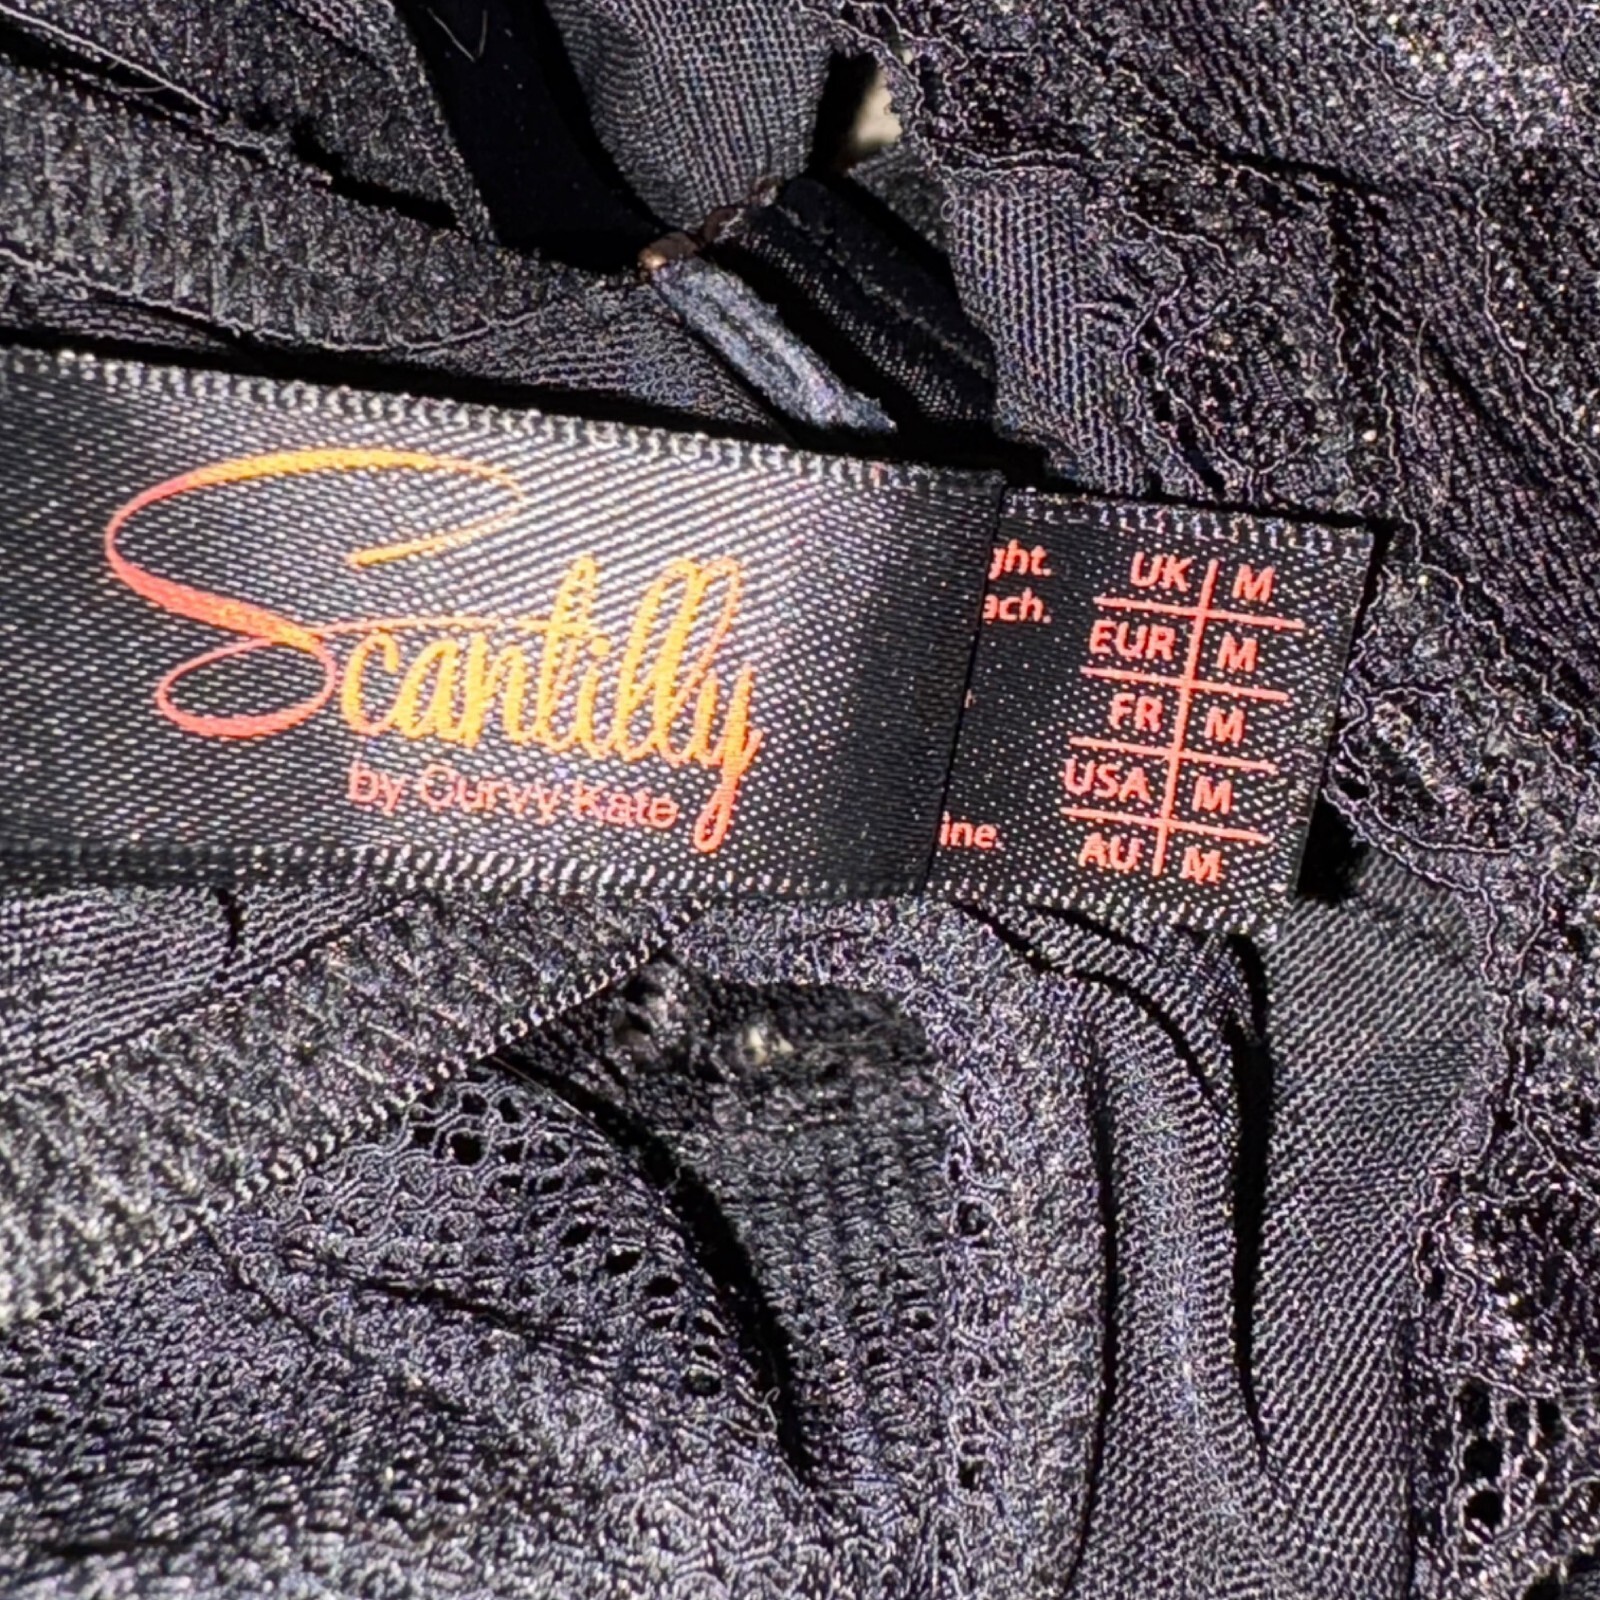 Scantilly
by Curvy Kate
ght.
ach.
ine.
UK M
EUR M
FR M
USA M
AU M